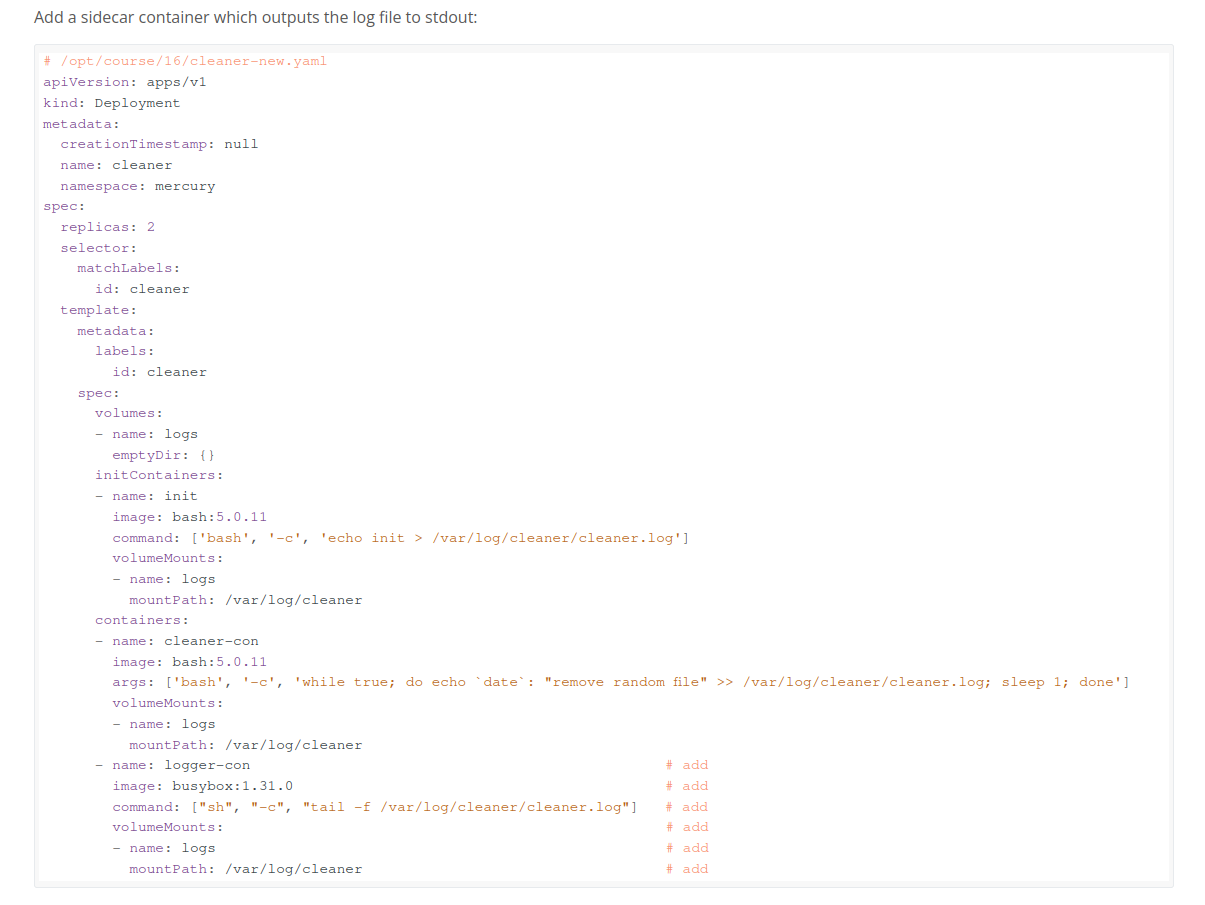 Add a sidecar container which outputs the log file to stdout:
# /opt/course/16/cleaner-new.yaml
apiVersion: apps/v1
kind: Deployment
metadata:
  creationTimestamp: null
  name: cleaner
  namespace: mercury
spec:
  replicas: 2
  selector:
    matchLabels:
      id: cleaner
  template:
    metadata:
      labels:
        id: cleaner
    spec:
      volumes:
      - name: logs
        emptyDir: {}
      initContainers:
      - name: init
        image: bash:5.0.11
        command: ['bash', '-c', 'echo init > /var/log/cleaner/cleaner.log']
        volumeMounts:
        - name: logs
          mountPath: /var/log/cleaner
      containers:
      - name: cleaner-con
        image: bash:5.0.11
        args: ['bash', '-c', 'while true; do echo `date`: "remove random file" >> /var/log/cleaner/cleaner.log; sleep 1; done']
        volumeMounts:
        - name: logs
          mountPath: /var/log/cleaner
      - name: logger-con                                                # add
        image: busybox:1.31.0                                           # add
        command: ["sh", "-c", "tail -f /var/log/cleaner/cleaner.log"]   # add
        volumeMounts:                                                   # add
        - name: logs                                                    # add
          mountPath: /var/log/cleaner                                   # add